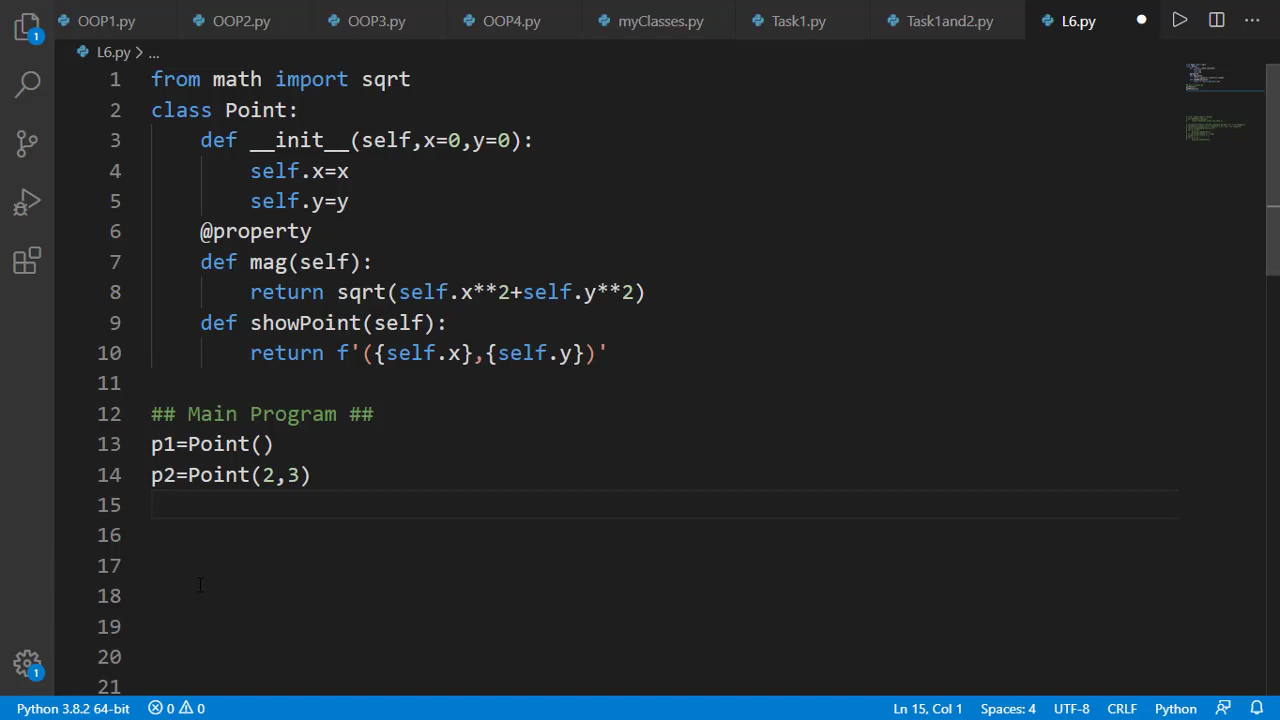 OOP1.py OOP2.py OOP3.py OOP4.py myClasses.py Task1.py Task1and2.py L6.py
1
L6.py > ...
1 from math import sqrt
2 class Point:
3 def __init__(self,x=0,y=0):
4 self.x=x
5 self.y=y
6 @property
7 def mag(self):
8 return sqrt(self.x**2+self.y**2)
9 def showPoint(self):
10 return f'({self.x},{self.y})'
11
12 ## Main Program ##
13 p1=Point()
14 p2=Point(2,3)
15
16
17
18
19
20
21
1
Python 3.8.2 64-bit 0 0 Ln 15, Col 1 Spaces: 4 UTF-8 CRLF Python